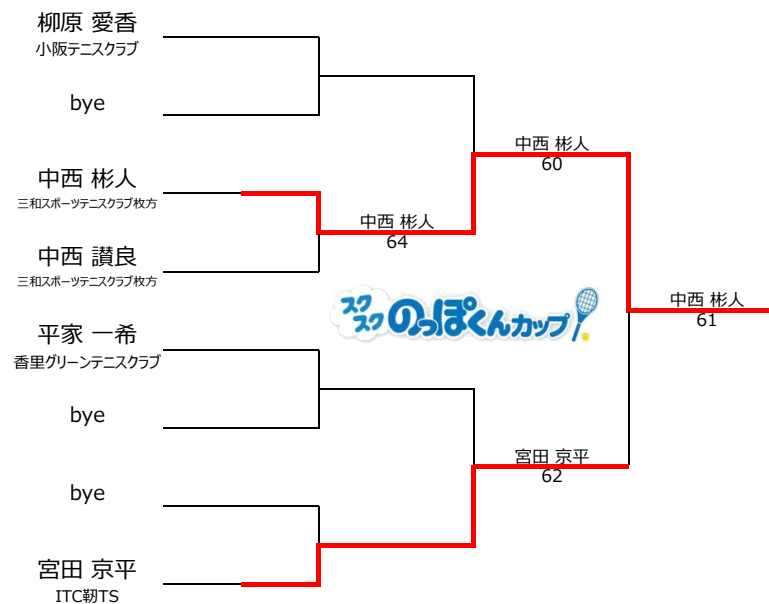 柳原 愛香
小阪テニスクラブ
bye
中西 彬人
三和スポーツテニスクラブ枚方
中西 讃良
三和スポーツテニスクラブ枚方
平家 一希
香里グリーンテニスクラブ
bye
bye
宮田 京平
ITC靭TS
中西 彬人
64
中西 彬人
60
宮田 京平
62
中西 彬人
61
スクスク のっぽくんカップ